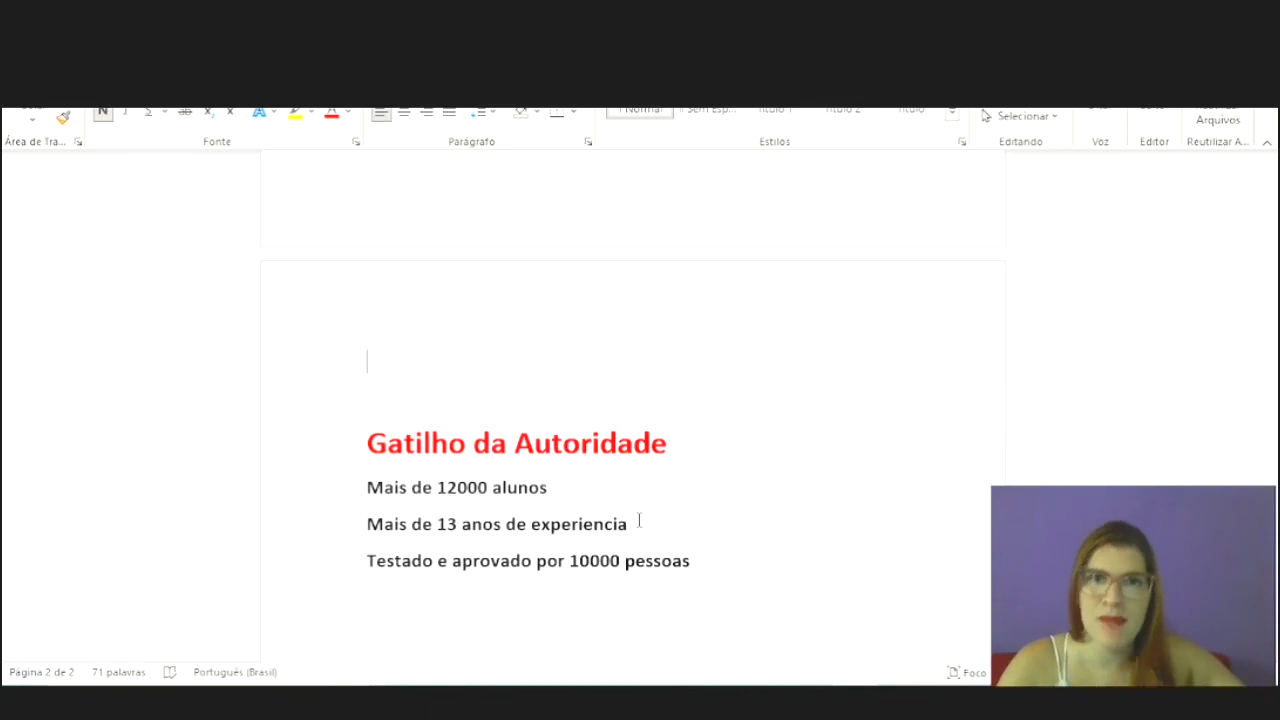 Selecionar
Arquivos
Área de Tra...
Fonte
Parágrafo
Estilos
Editando
Voz
Editor
Reutilizar A...
Gatilho da Autoridade
Mais de 12000 alunos
Mais de 13 anos de experiencia
Testado e aprovado por 10000 pessoas
Página 2 de 2
71 palavras
Português (Brasil)
Foco